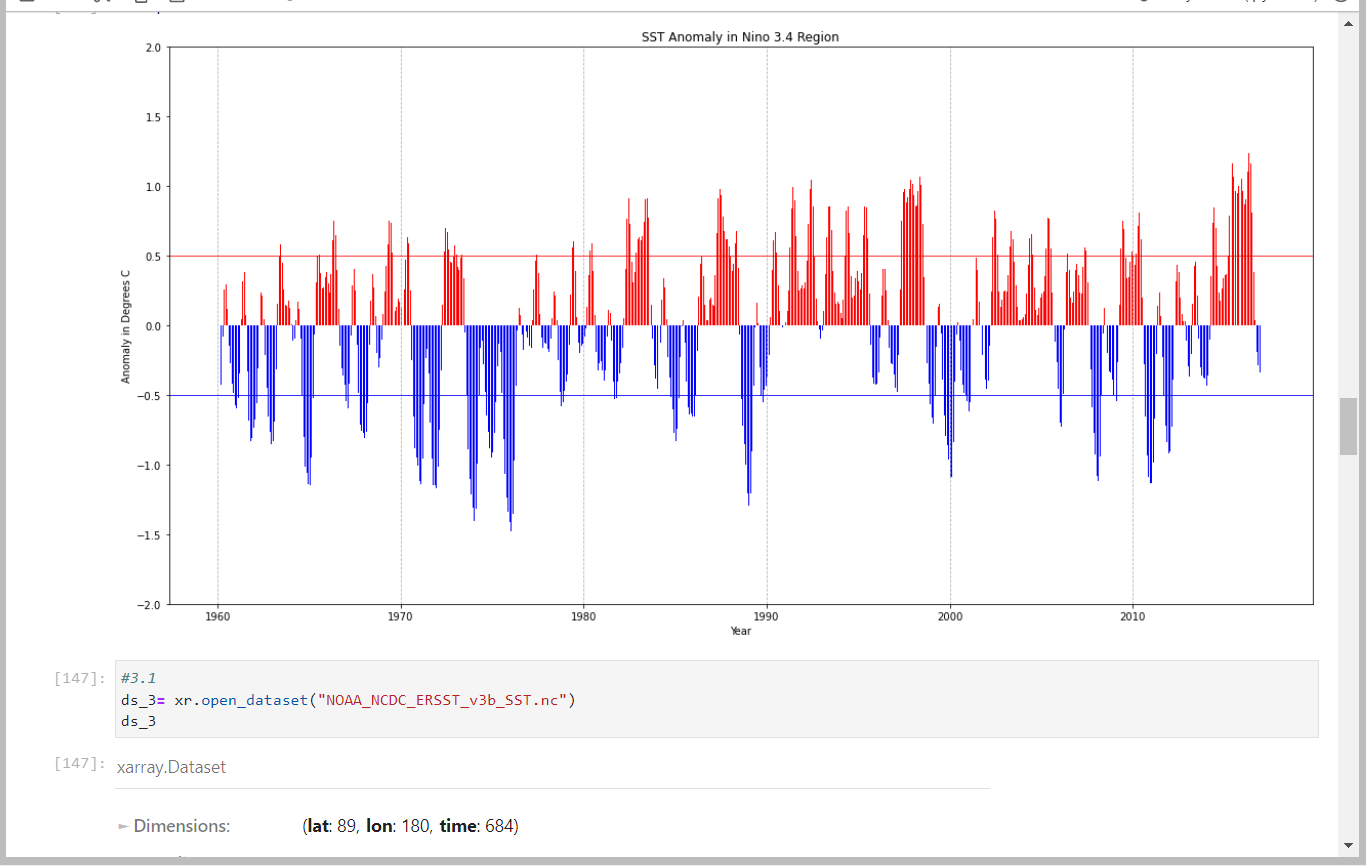 SST Anomaly in Nino 3.4 Region
2.0
1.5
1.0
0.5
0.0
−0.5
−1.0
−1.5
−2.0
Anomaly in Degrees C
1960 1970 1980 1990 2000 2010
Year
[147]: #3.1
ds_3= xr.open_dataset("NOAA_NCDC_ERSST_v3b_SST.nc")
ds_3
[147]: xarray.Dataset
► Dimensions: (lat: 89, lon: 180, time: 684)